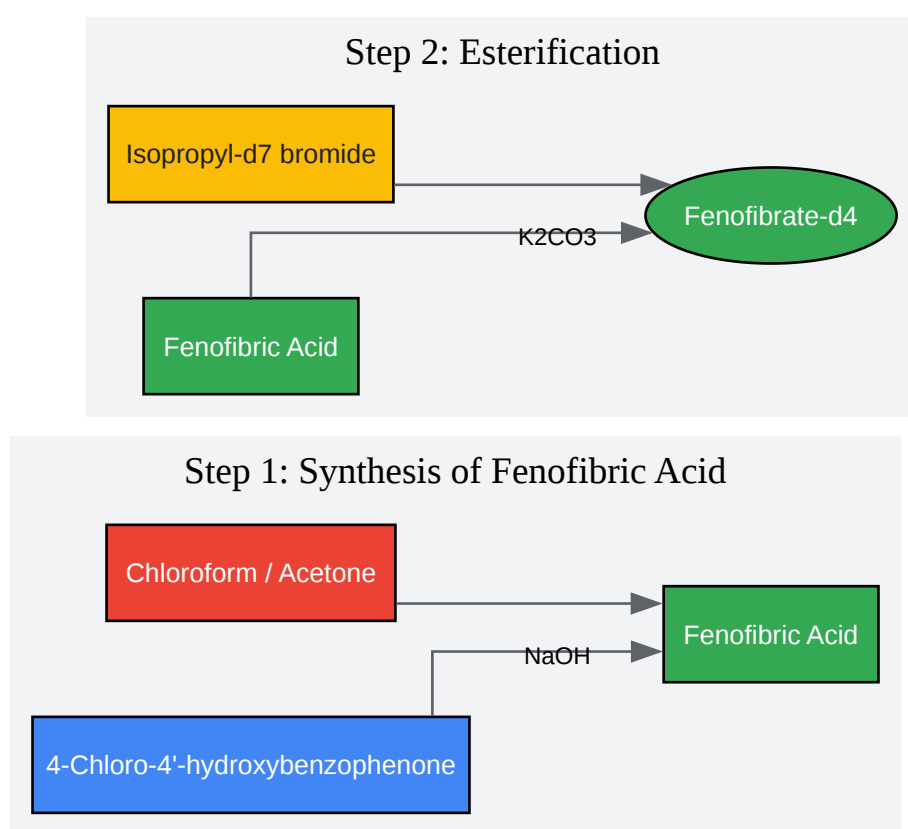 Step 2: Esterification
Isopropyl-d7 bromide
Fenofibrate-d4
K2CO3
Fenofibric Acid
Step 1: Synthesis of Fenofibric Acid
Chloroform / Acetone
Fenofibric Acid
NaOH
4-Chloro-4'-hydroxybenzophenone